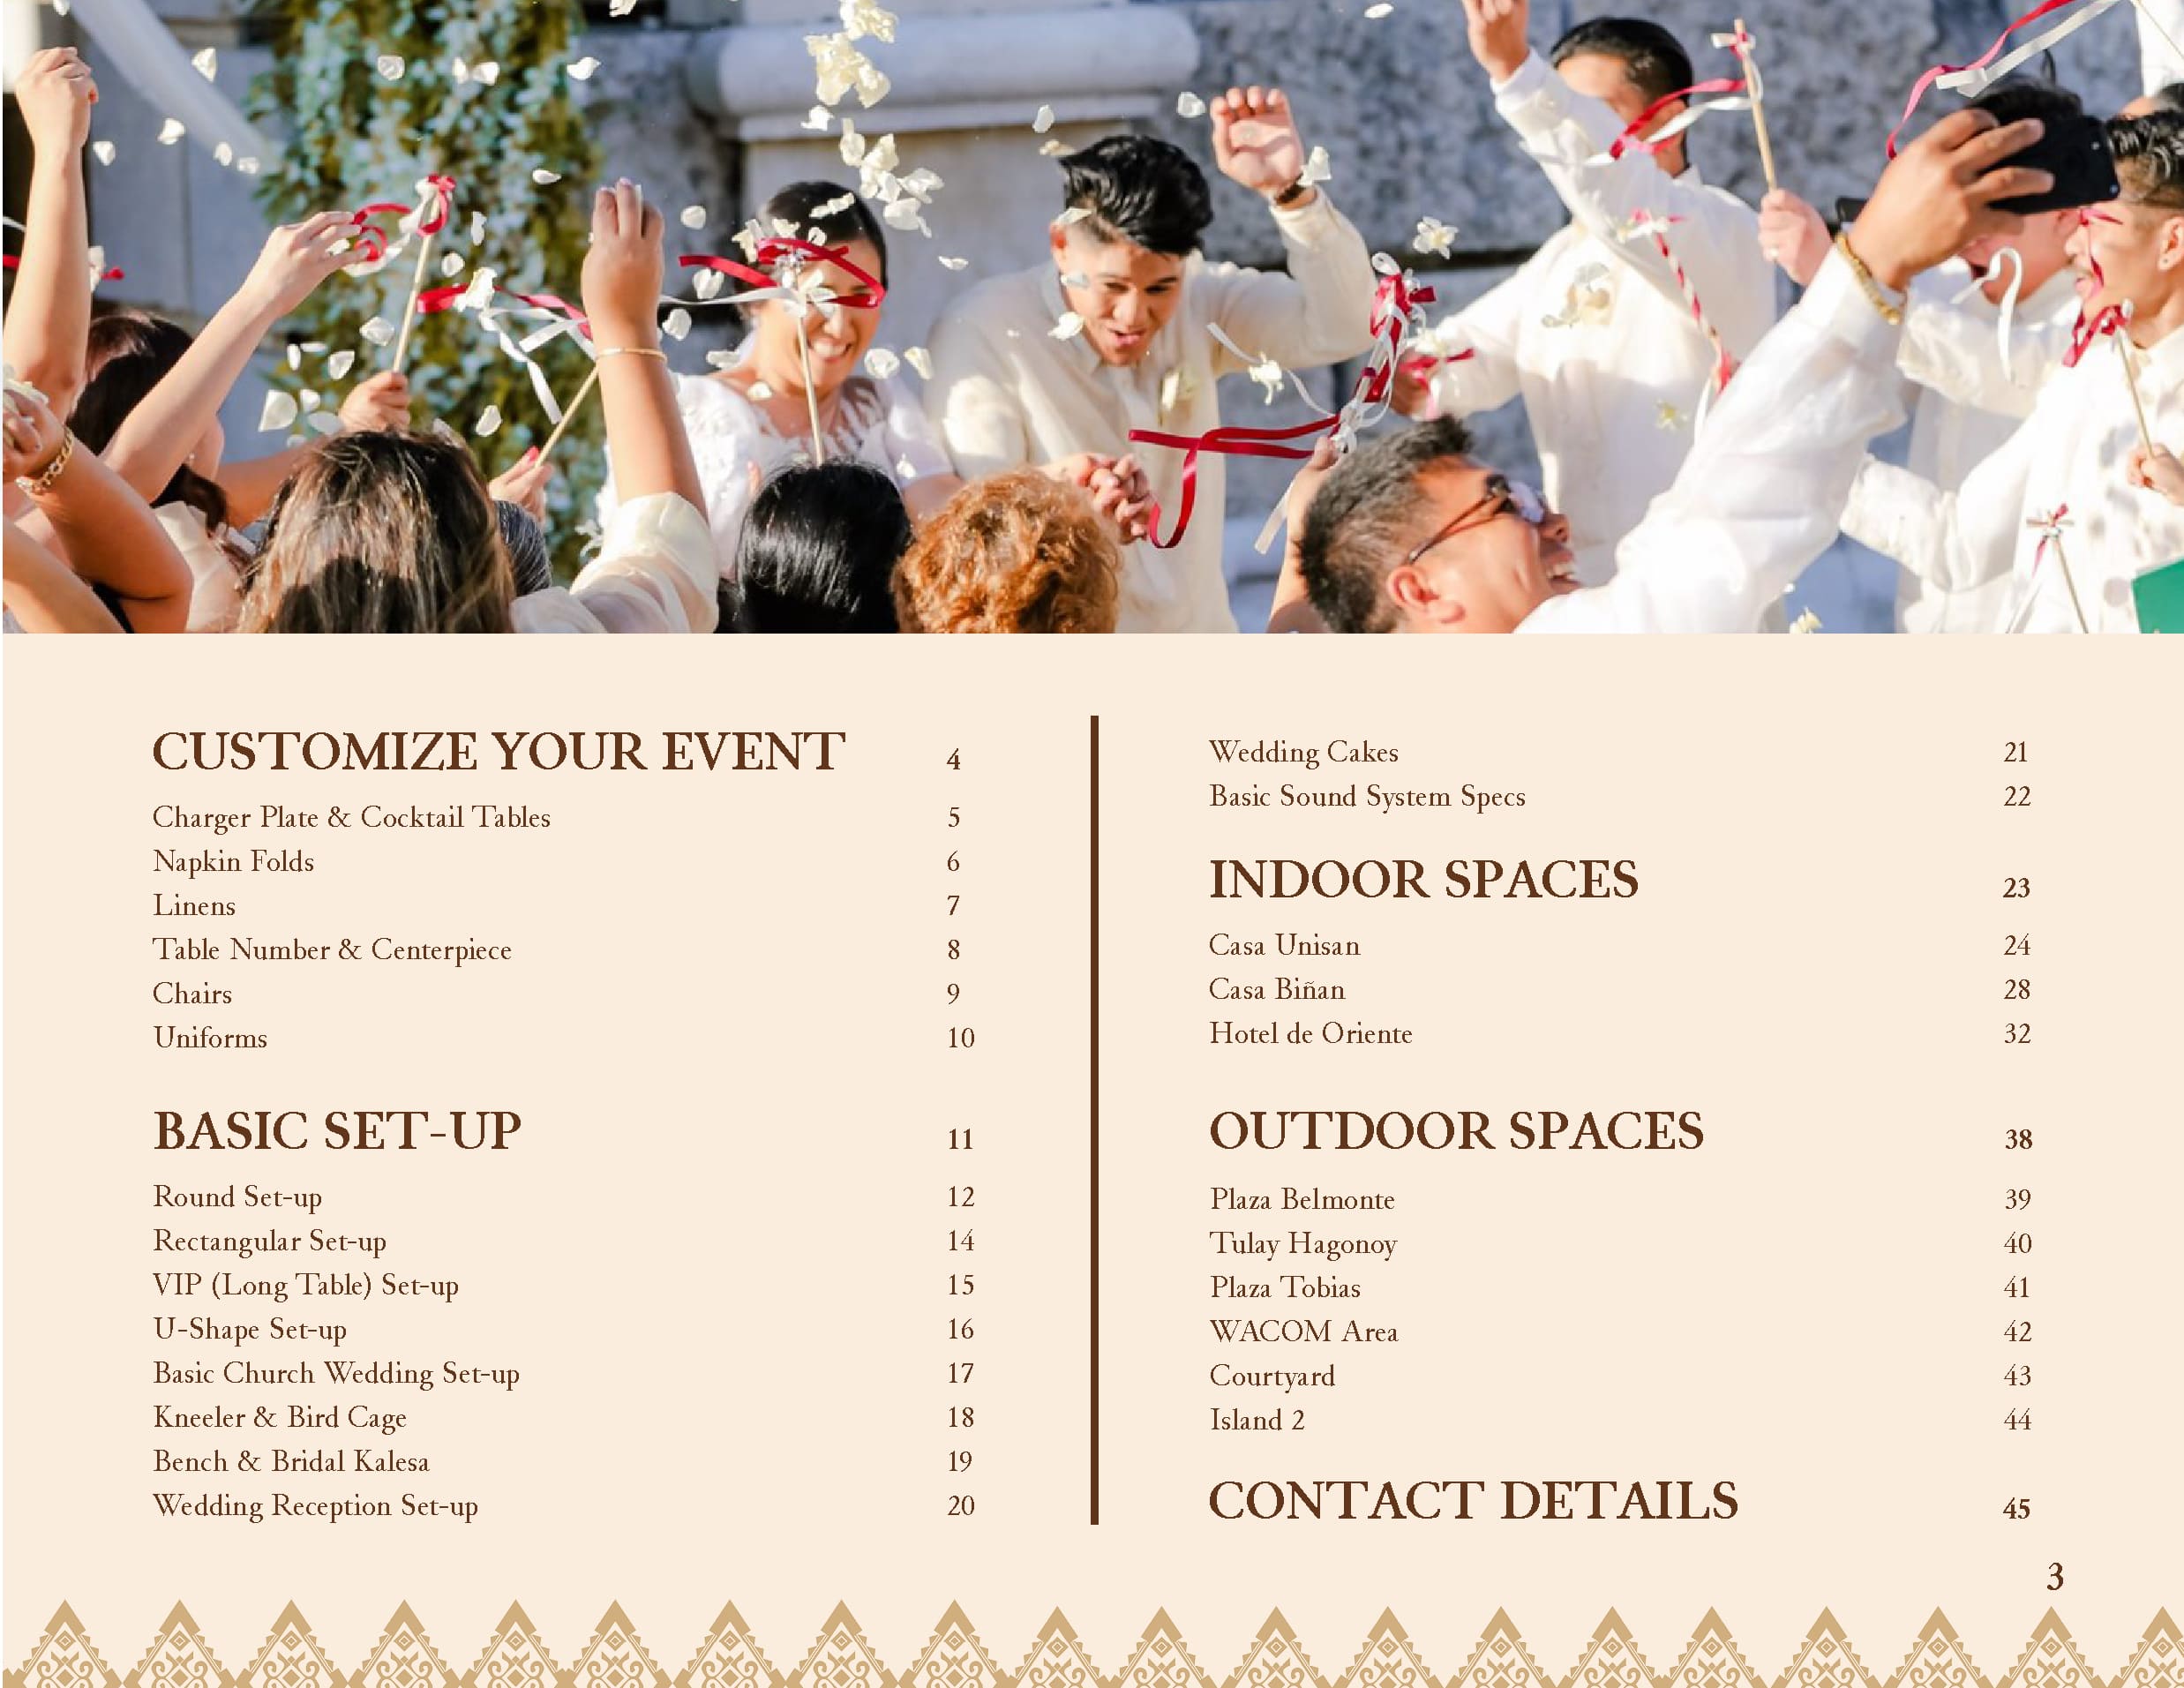 CUSTOMIZE YOUR EVENT 4
Charger Plate & Cocktail Tables 5
Napkin Folds 6
Linens 7
Table Number & Centerpiece 8
Chairs 9
Uniforms 10
BASIC SET-UP 11
Round Set-up 12
Rectangular Set-up 14
VIP (Long Table) Set-up 15
U-Shape Set-up 16
Basic Church Wedding Set-up 17
Kneeler & Bird Cage 18
Bench & Bridal Kalesa 19
Wedding Reception Set-up 20
Wedding Cakes 21
Basic Sound System Specs 22
INDOOR SPACES 23
Casa Unisan 24
Casa Biñan 28
Hotel de Oriente 32
OUTDOOR SPACES 38
Plaza Belmonte 39
Tulay Hagonoy 40
Plaza Tobias 41
WACOM Area 42
Courtyard 43
Island 2 44
CONTACT DETAILS 45
3